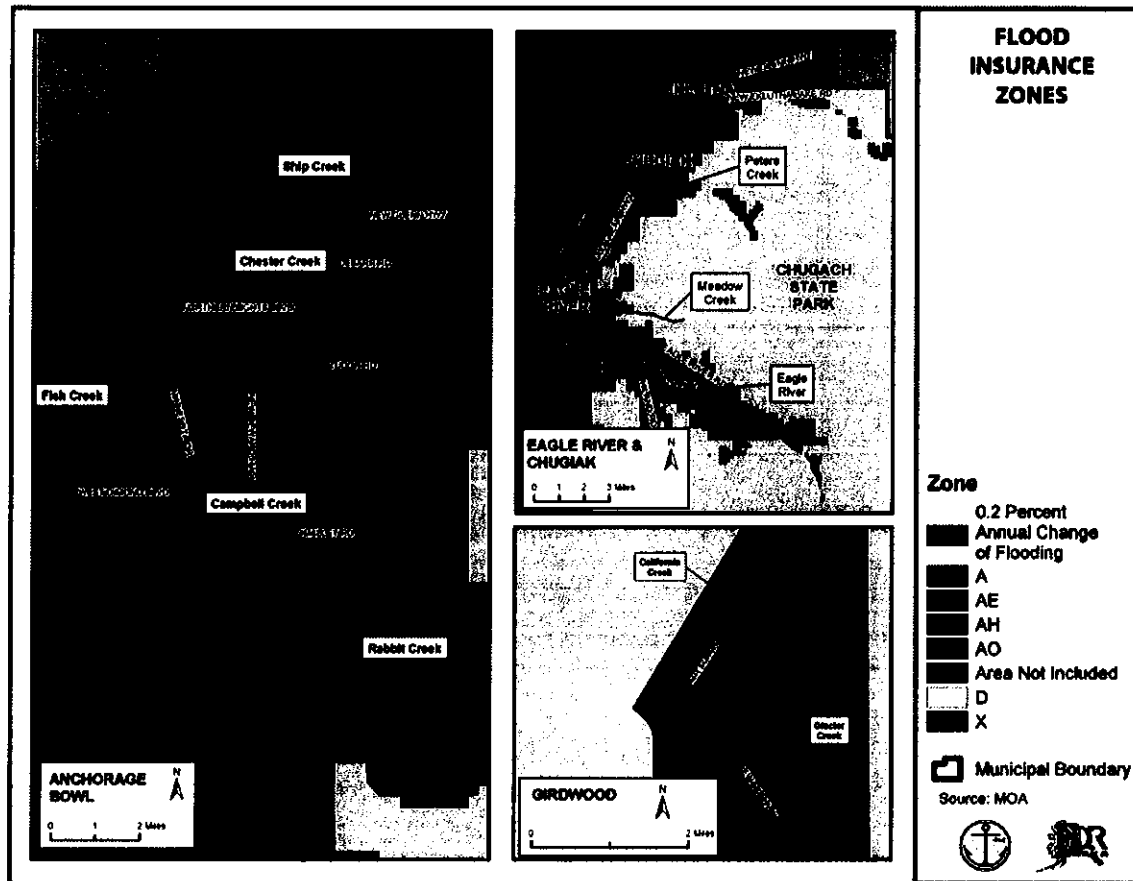 FLOOD
INSURANCE
ZONES
Ship Creek
Chester Creek
Fish Creek
Campbell Creek
Rabbit Creek
ANCHORAGE
BOWL
N
0 1 2 Miles
Peters
Creek
CHUGACH
STATE
PARK
Meadow
Creek
EAGLE
RIVER
Eagle
River
EAGLE RIVER &
CHUGIAK
N
0 1 2 3 Miles
California
Creek
Glacier
Creek
GIRDWOOD
N
0 2 Miles
Zone
0.2 Percent
Annual Change
of Flooding
A
AE
AH
AO
Area Not Included
D
X
Municipal Boundary
Source: MOA